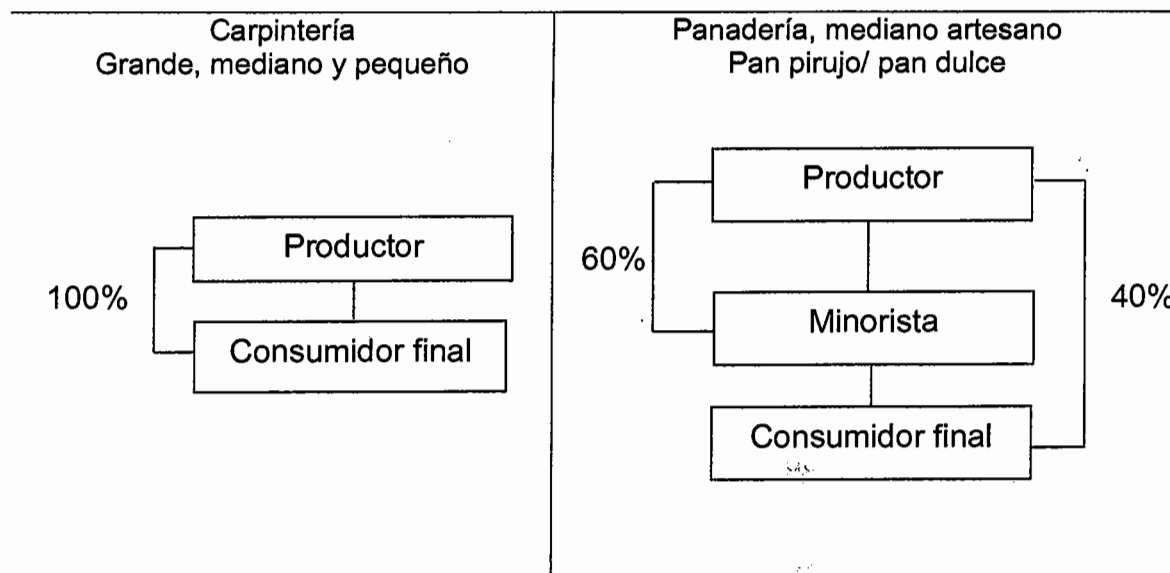 Carpintería
Grande, mediano y pequeño
100%
Productor
Consumidor final
Panadería, mediano artesano
Pan pirujo/ pan dulce
60%
Productor
Minorista
Consumidor final
40%